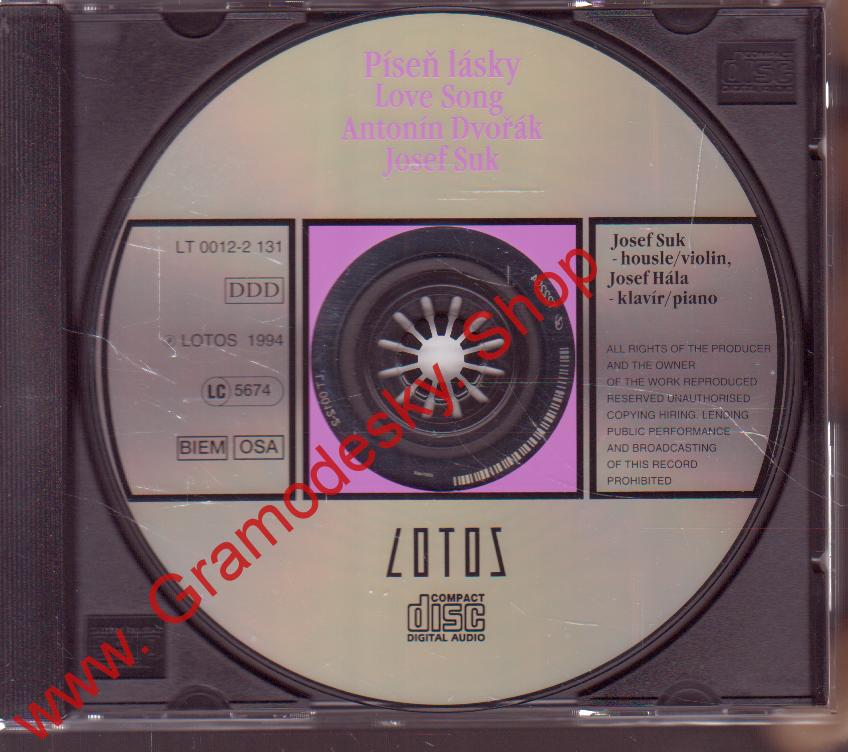 Píseň lásky
Love Song
Antonín Dvořák
Josef Suk
LT 0012-2 131
DDD
℗ LOTOS 1994
LC 5674
BIEM OSA
Josef Suk
- housle/violin,
Josef Hála
- klavír/piano
ALL RIGHTS OF THE PRODUCER
AND THE OWNER
OF THE WORK REPRODUCED
RESERVED UNAUTHORISED
COPYING HIRING. LENDING
PUBLIC PERFORMANCE
AND BROADCASTING
OF THIS RECORD
PROHIBITED
LOTOS
COMPACT
disc
DIGITAL AUDIO
www.Gramodesky.Shop